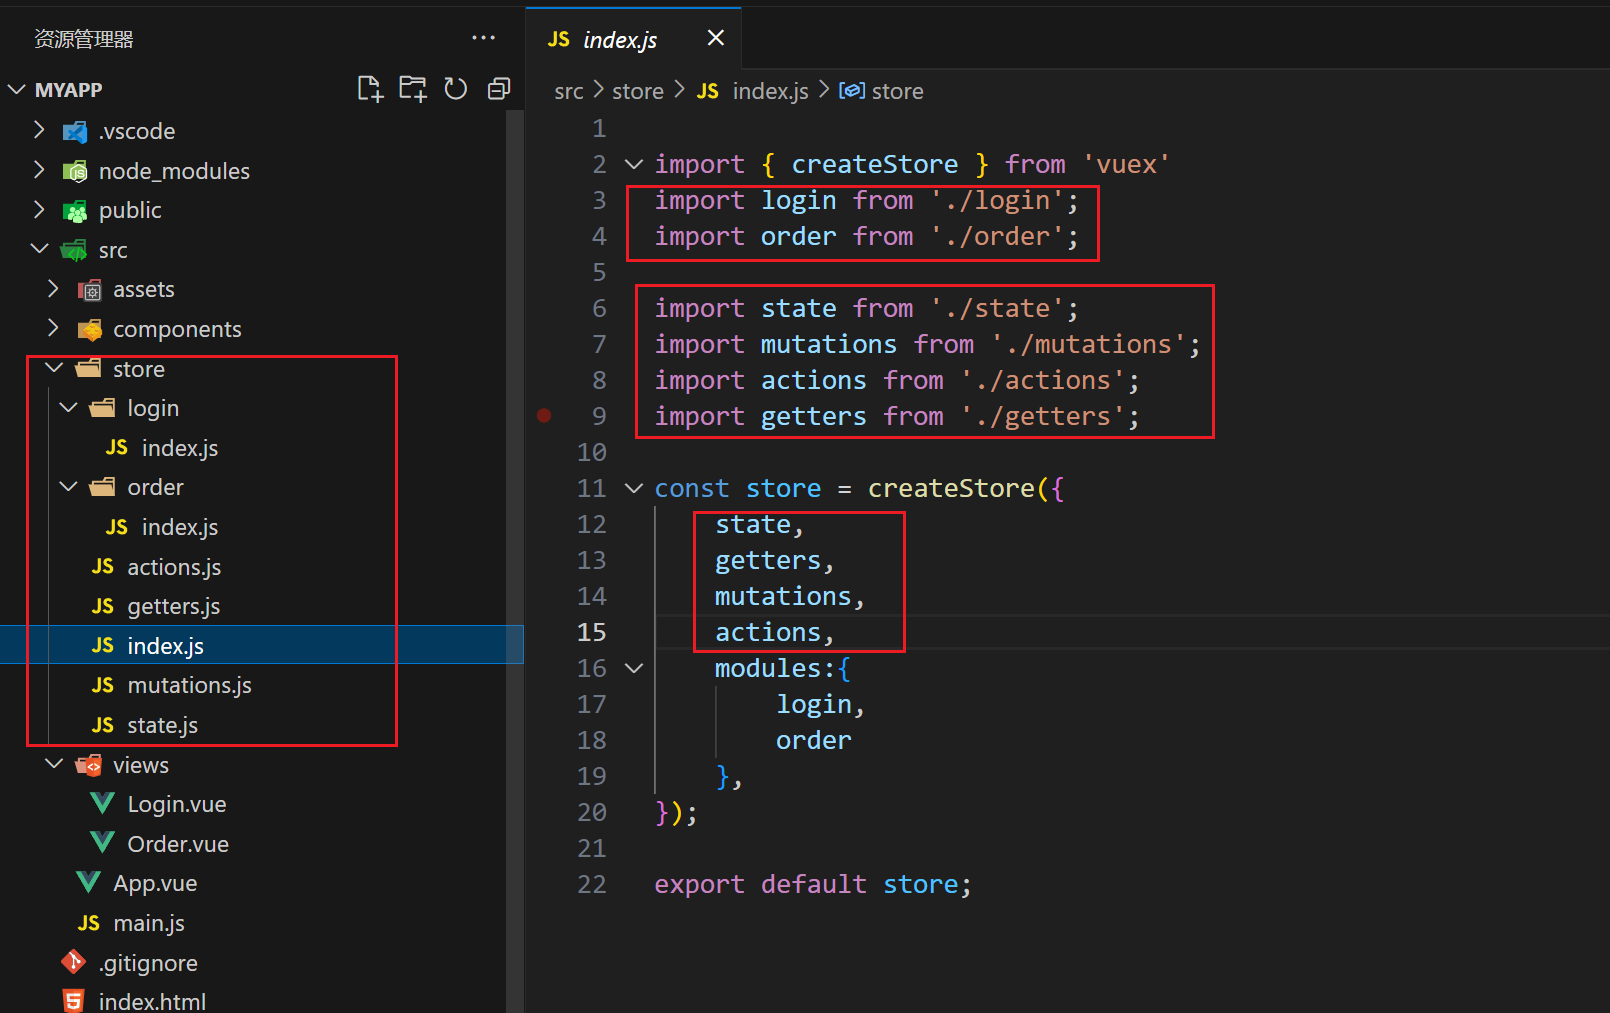 资源管理器
MYAPP
.vscode
node_modules
public
src
assets
components
store
login
JS index.js
order
JS index.js
JS actions.js
JS getters.js
JS index.js
JS mutations.js
JS state.js
views
Login.vue
Order.vue
App.vue
JS main.js
.gitignore
index.html
JS index.js
src > store > JS index.js > store
1
2 import { createStore } from 'vuex'
3 import login from './login';
4 import order from './order';
5
6 import state from './state';
7 import mutations from './mutations';
8 import actions from './actions';
9 import getters from './getters';
10
11 const store = createStore({
12     state,
13     getters,
14     mutations,
15     actions,
16     modules:{
17         login,
18         order
19     },
20 });
21
22 export default store;